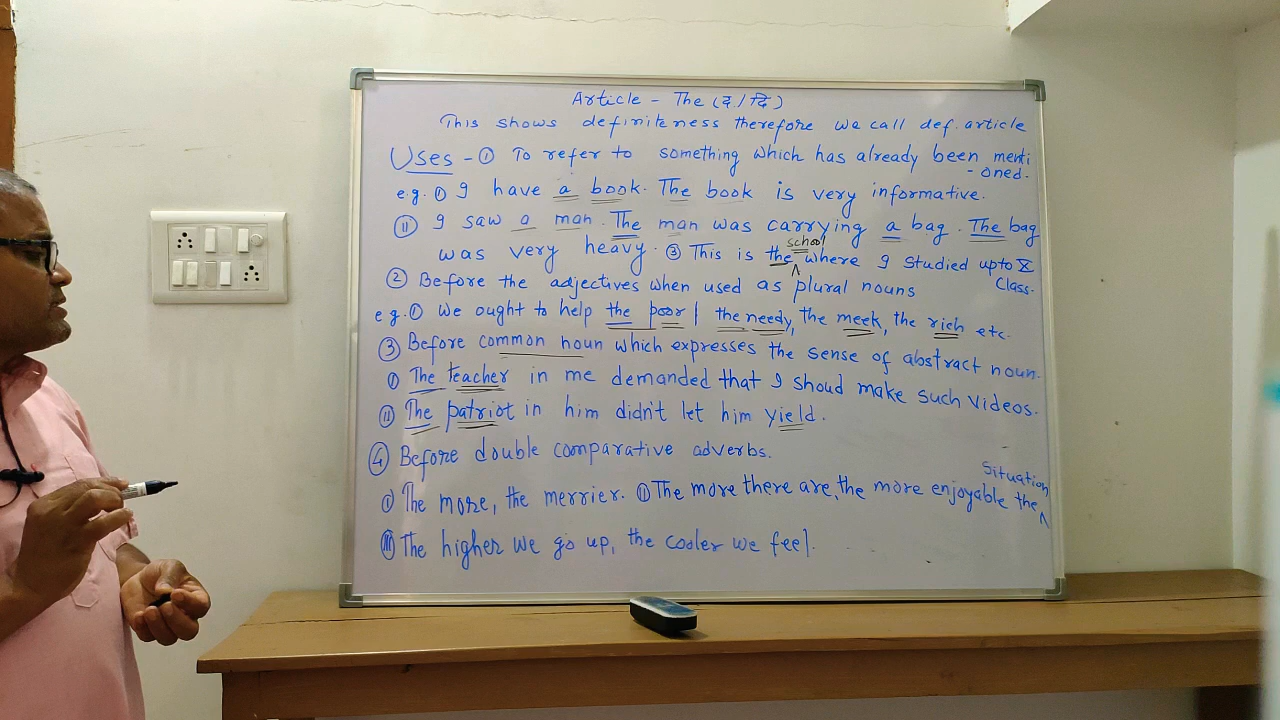 Article - The (द / दि)
This shows definiteness therefore we call def. article
Uses - ① To refer to something which has already been menti
- oned.
e.g. ① I have a book. The book is very informative.
Ⓘⓘ I saw a man. The man was carrying a bag. The bag
was very heavy. ③ This is the school where I studied upto X
Class.
② Before the adjectives when used as plural nouns
e g. ① We ought to help the poor / the needy, the meek, the rich etc.
③ Before common noun which expresses the sense of abstract noun.
① The teacher in me demanded that I shoud make such videos.
Ⓘⓘ The patriot in him didn't let him yield.
④ Before double comparative adverbs.
① The more, the merrier. Ⓘⓘ The more there are, the more enjoyable the situation
Ⓘⓘⓘ The higher we go up, the cooler we feel.